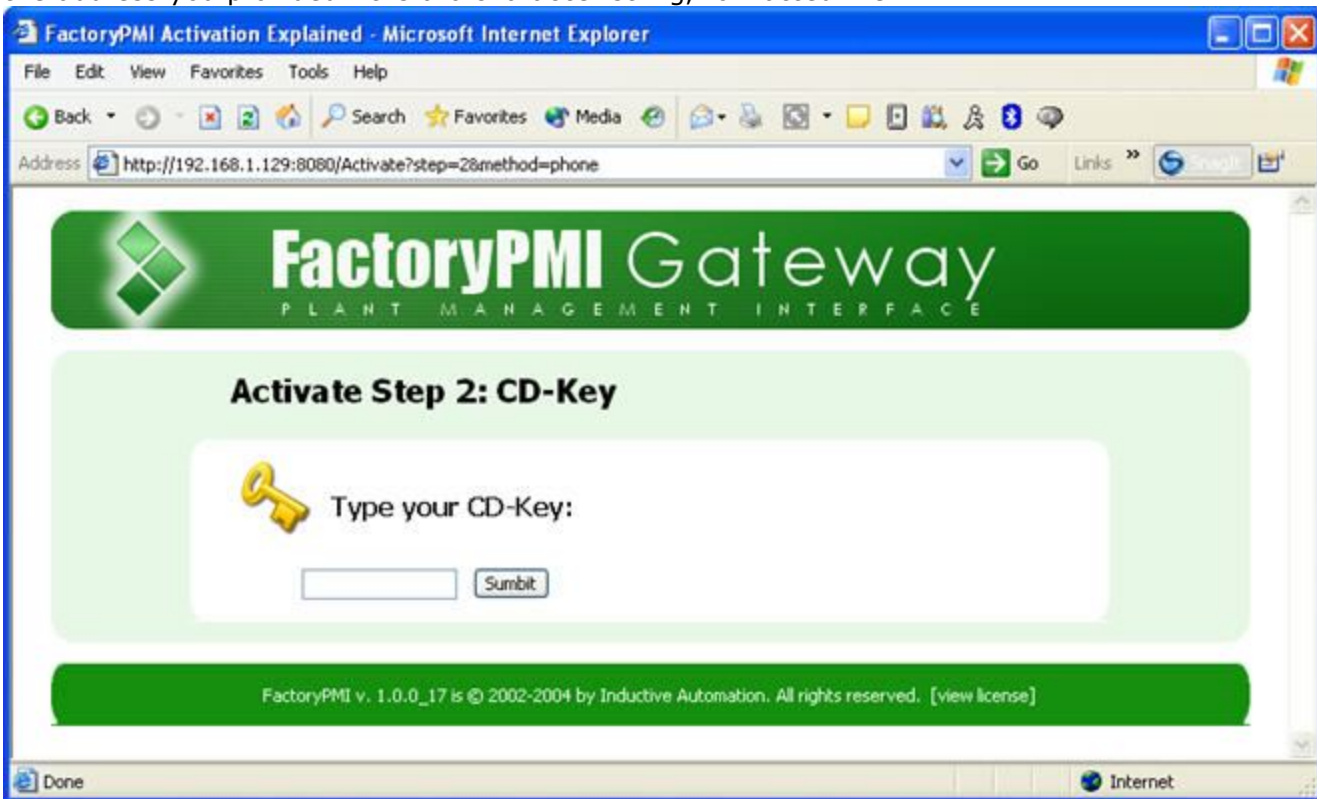 FactoryPMI Activation Explained - Microsoft Internet Explorer
File Edit View Favorites Tools Help
Back Search Favorites Media
Address http://192.168.1.129:8080/Activate?step=2&method=phone Go Links »
FactoryPMI Gateway
PLANT MANAGEMENT INTERFACE
Activate Step 2: CD-Key
Type your CD-Key:
Sumbit
FactoryPMI v. 1.0.0_17 is © 2002-2004 by Inductive Automation. All rights reserved. [view license]
Done Internet